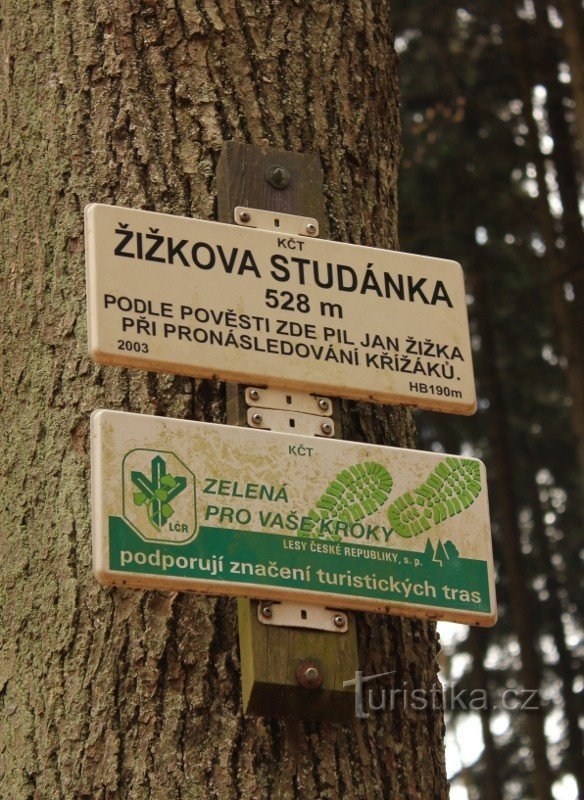 KČT
ŽIŽKOVA STUDÁNKA
528 m
PODLE POVĚSTI ZDE PIL JAN ŽIŽKA
PŘI PRONÁSLEDOVÁNÍ KŘÍŽÁKŮ.
2003
HB190m
KČT
LČR
ZELENÁ
PRO VAŠE KROKY
LESY ČESKÉ REPUBLIKY, s. p.
podporují značení turistických tras
Turistika.cz